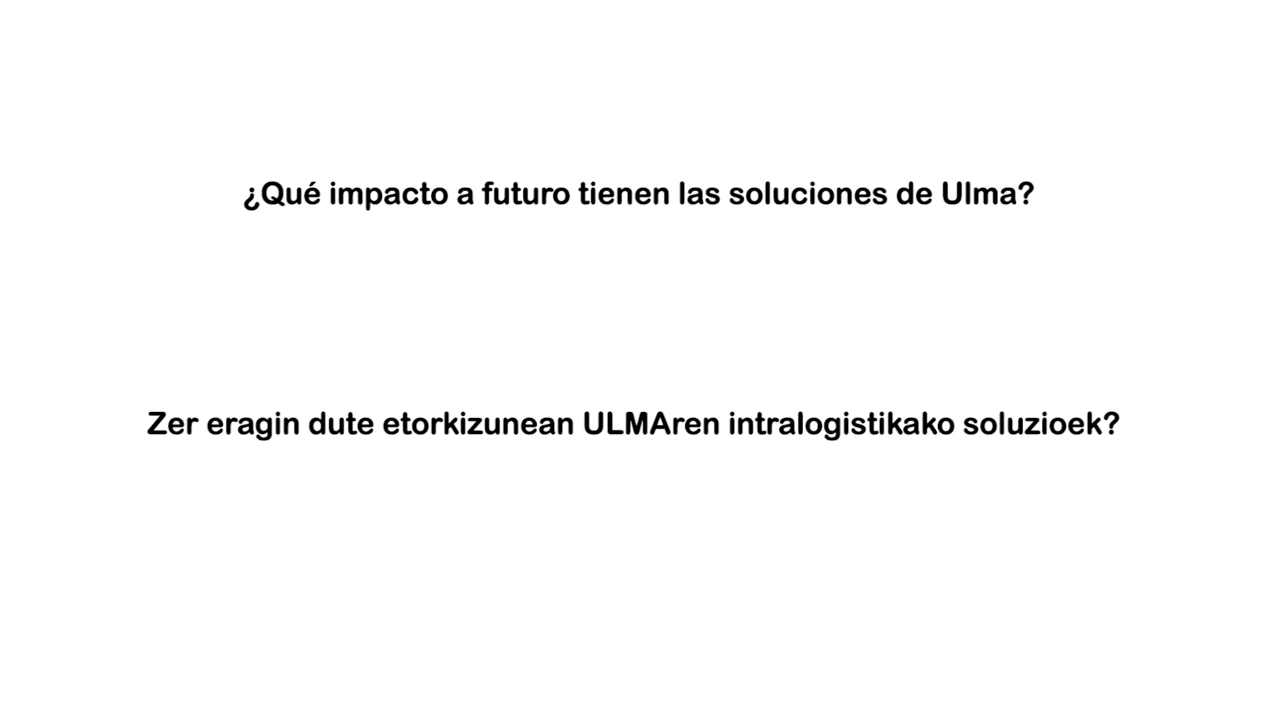 ¿Qué impacto a futuro tienen las soluciones de Ulma?
Zer eragin dute etorkizunean ULMAren intralogistikako soluzioek?